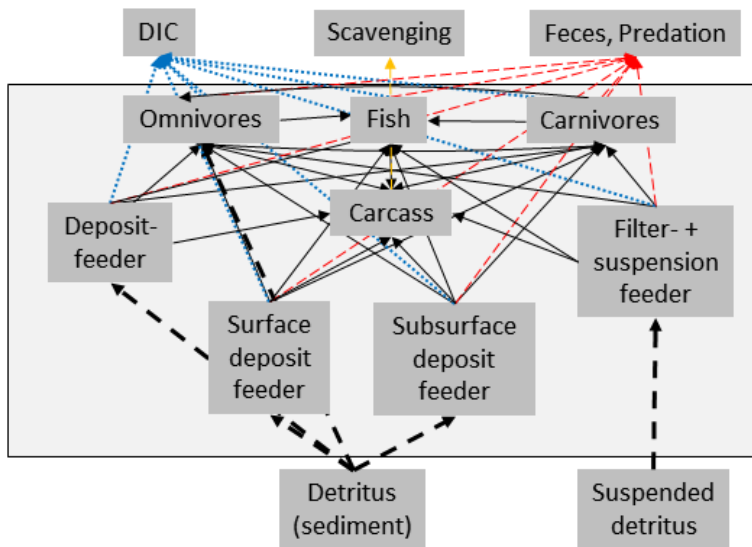 DIC
Scavenging
Feces, Predation
Omnivores
Fish
Carnivores
Deposit-
feeder
Carcass
Filter- +
suspension
feeder
Surface
deposit
feeder
Subsurface
deposit
feeder
Detritus
(sediment)
Suspended
detritus